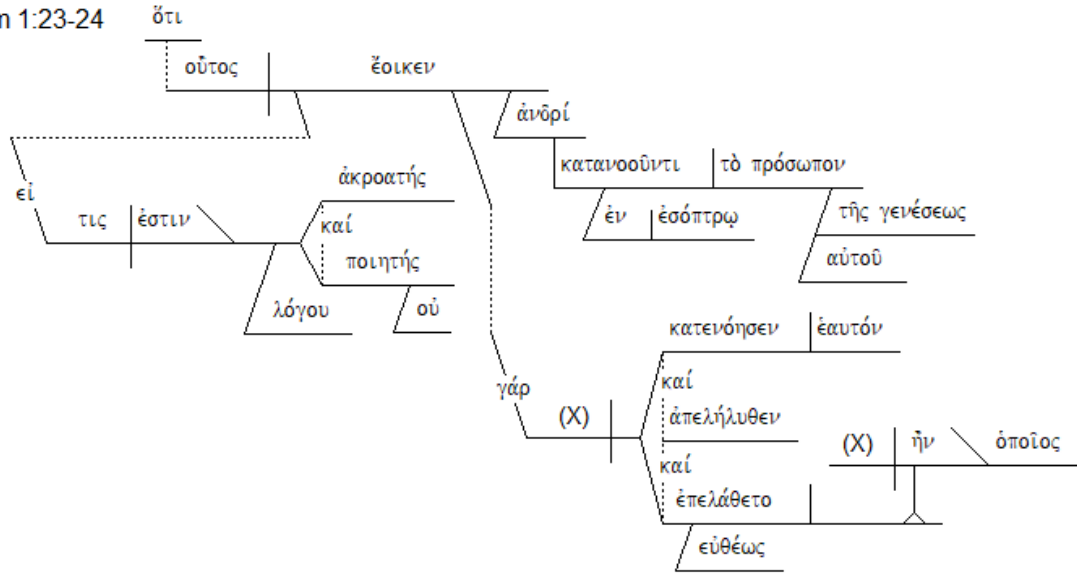 n 1:23-24
ὅτι
οὗτος ἔοικεν
ἀνδρί
κατανοοῦντι τὸ πρόσωπον
ἐν ἐσόπτρῳ
τῆς γενέσεως
αὐτοῦ
εἰ
τις ἐστιν
ἀκροατής
καί
ποιητής
λόγου οὐ
γάρ
(X)
κατενόησεν ἑαυτόν
καί
ἀπελήλυθεν
καί
ἐπελάθετο
εὐθέως
(X) ἦν ὁποῖος